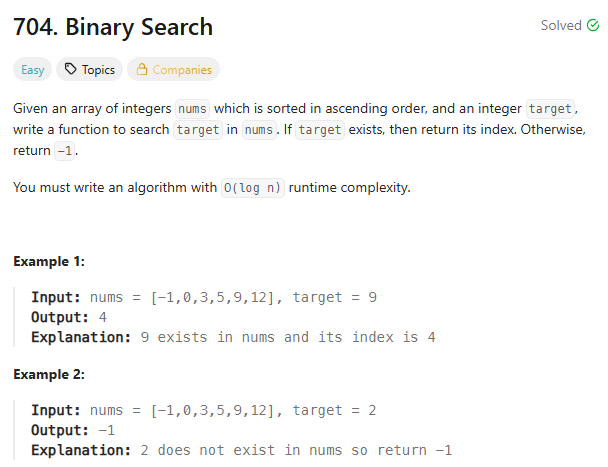 704. Binary Search
Solved
Easy
Topics
Companies
Given an array of integers nums which is sorted in ascending order, and an integer target,
write a function to search target in nums. If target exists, then return its index. Otherwise,
return -1.
You must write an algorithm with O(log n) runtime complexity.
Example 1:
Input: nums = [-1,0,3,5,9,12], target = 9
Output: 4
Explanation: 9 exists in nums and its index is 4
Example 2:
Input: nums = [-1,0,3,5,9,12], target = 2
Output: -1
Explanation: 2 does not exist in nums so return -1